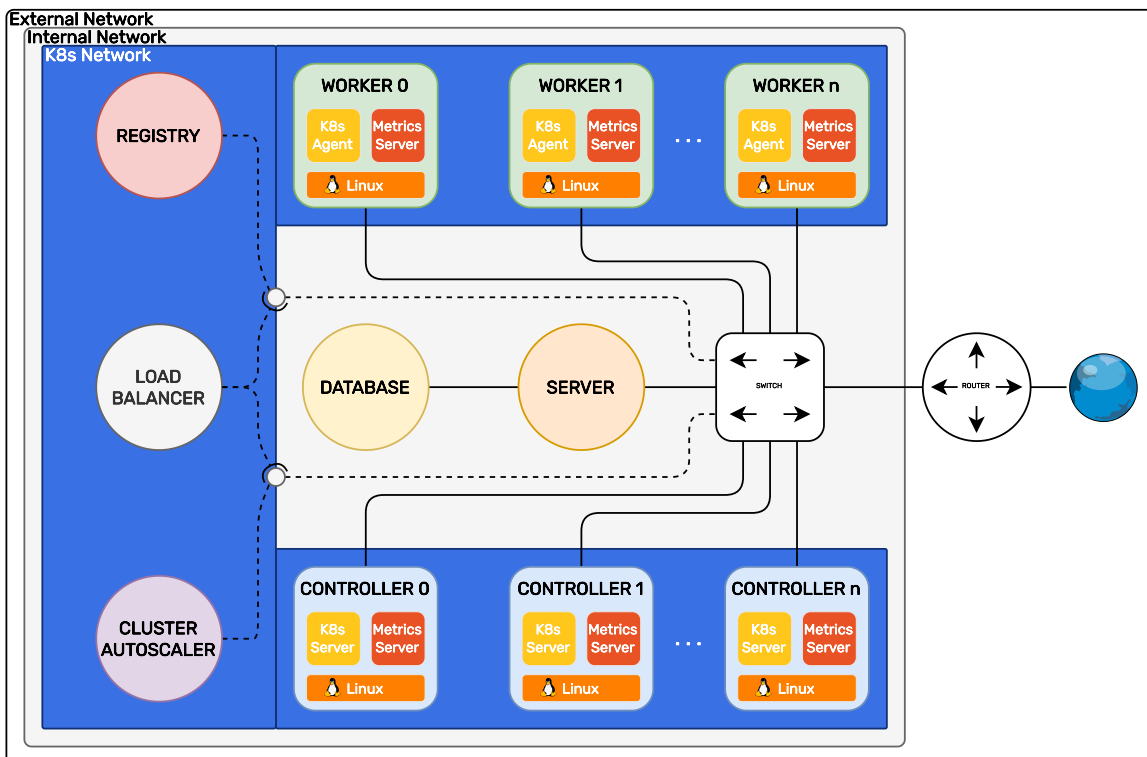 External Network
Internal Network
K8s Network
REGISTRY
WORKER 0
K8s
Agent
Metrics
Server
Linux
WORKER 1
K8s
Agent
Metrics
Server
Linux
...
WORKER n
K8s
Agent
Metrics
Server
Linux
LOAD
BALANCER
DATABASE
SERVER
SWITCH
ROUTER
CLUSTER
AUTOSCALER
CONTROLLER 0
K8s
Server
Metrics
Server
Linux
CONTROLLER 1
K8s
Server
Metrics
Server
Linux
...
CONTROLLER n
K8s
Server
Metrics
Server
Linux